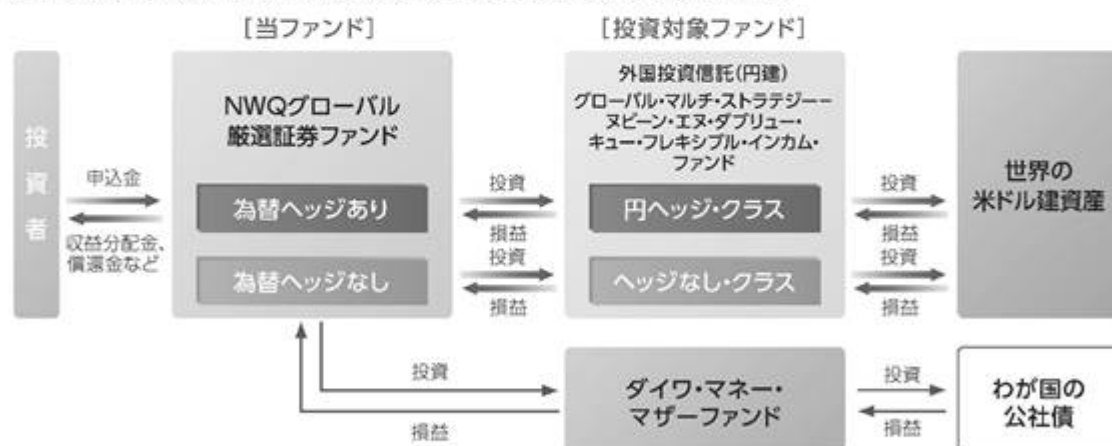 [当ファンド]
[投資対象ファンド]
投資者
申込金
収益分配金、
償還金など
NWQグローバル
厳選証券ファンド
為替ヘッジあり
為替ヘッジなし
投資
損益
投資
損益
外国投資信託(円建)
グローバル・マルチ・ストラテジー－
ヌビーン・エヌ・ダブリュー・
キュー・フレキシブル・インカム・
ファンド
円ヘッジ・クラス
ヘッジなし・クラス
投資
損益
投資
損益
世界の
米ドル建資産
投資
損益
ダイワ・マネー・
マザーファンド
投資
損益
わが国の
公社債